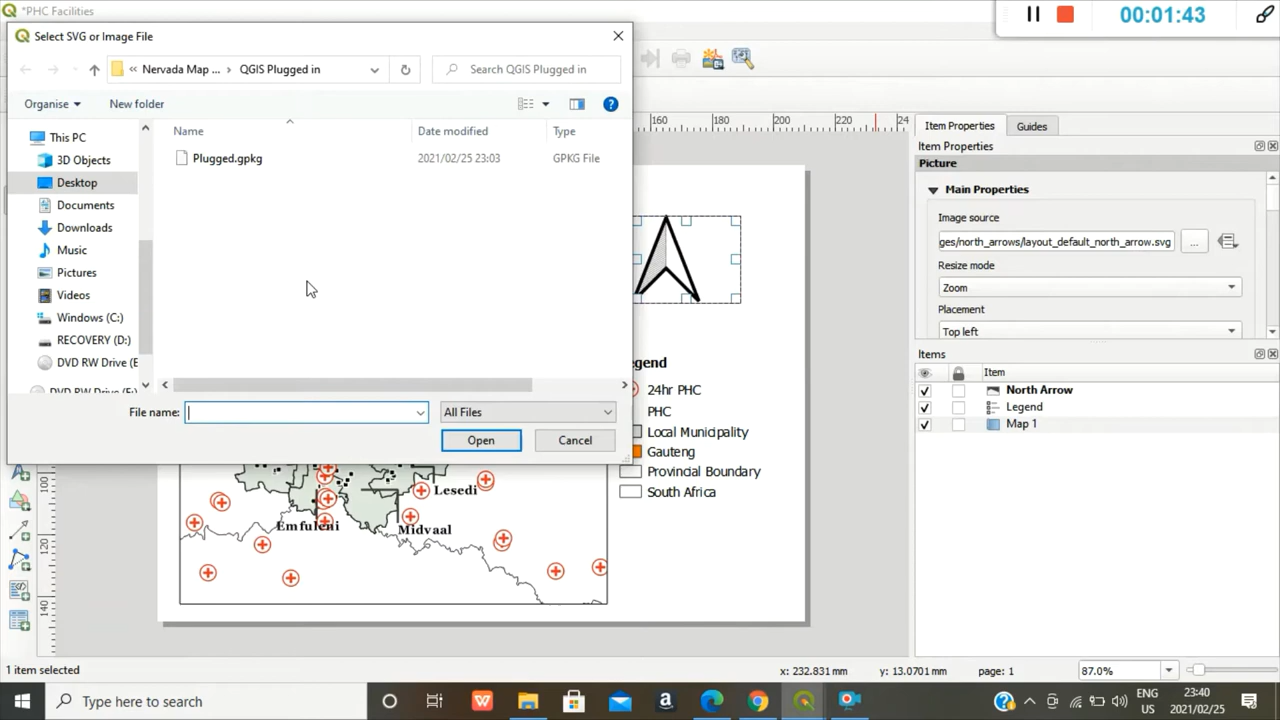 *PHC Facilities
00:01:43
Select SVG or Image File
Nervada Map ... QGIS Plugged in
Search QGIS Plugged in
Organise
New folder
This PC
3D Objects
Desktop
Documents
Downloads
Music
Pictures
Videos
Windows (C:)
RECOVERY (D:)
DVD RW Drive (E
DVD RW Drive (F:)
Name
Date modified
Type
Plugged.gpkg
2021/02/25 23:03
GPKG File
File name:
All Files
Open
Cancel
160
180
200
220
24
100
120
140
egend
24hr PHC
PHC
Local Municipality
Gauteng
Provincial Boundary
South Africa
Lesedi
Emfuleni
Midvaal
Item Properties
Guides
Item Properties
Picture
Main Properties
Image source
ges/north_arrows/layout_default_north_arrow.svg
...
Resize mode
Zoom
Placement
Top left
Items
Item
North Arrow
Legend
Map 1
1 item selected
x: 232.831 mm
y: 13.0701 mm
page: 1
87.0%
Type here to search
ENG
US
23:40
2021/02/25